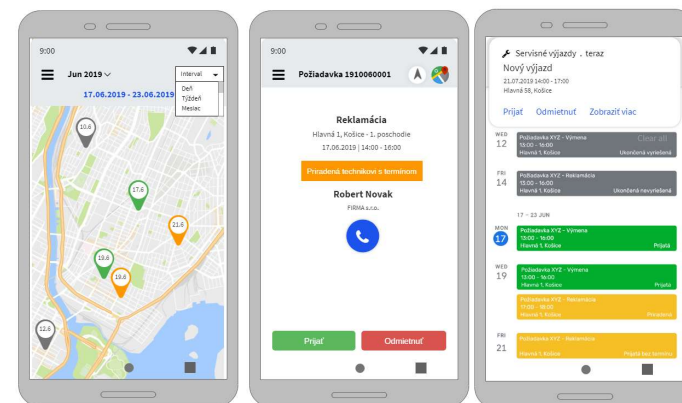 9:00
Jun 2019
Interval
17.06.2019 - 23.06.2019
Deň
Týždeň
Mesiac
10.6
17.6
21.6
19.6
19.6
12.6
9:00
Požiadavka 1910060001
Reklamácia
Hlavná 1, Košice - 1. poschodie
17.06.2019 | 14:00 - 16:00
Priradená technikovi s termínom
Robert Novak
FIRMA s.r.o.
Prijať
Odmietnuť
Servisné výjazdy . teraz
Nový výjazd
21.07.2019 14:00 - 17:00
Hlavná 58, Košice
Prijať Odmietnuť Zobraziť viac
WED
12
Požiadavka XYZ - Výmena
Clear all
15:00 - 16:00
Hlavná 1, Košice
Ukončená vyriešená
FRI
14
Požiadavka XYZ - Reklamácia
15:00 - 16:00
Hlavná 1, Košice
Ukončená nevyriešená
17 - 23 JUN
MON
17
Požiadavka XYZ - Výmena
15:00 - 16:00
Hlavná 1, Košice
Prijatá
WED
19
Požiadavka XYZ - Výmena
15:00 - 16:00
Hlavná 1, Košice
Prijatá
Požiadavka XYZ - Reklamácia
17:00 - 18:00
Hlavná 1, Košice
Priradená
FRI
21
Požiadavka XYZ - Reklamácia
Hlavná 1, Košice
Prijatá bez termínu